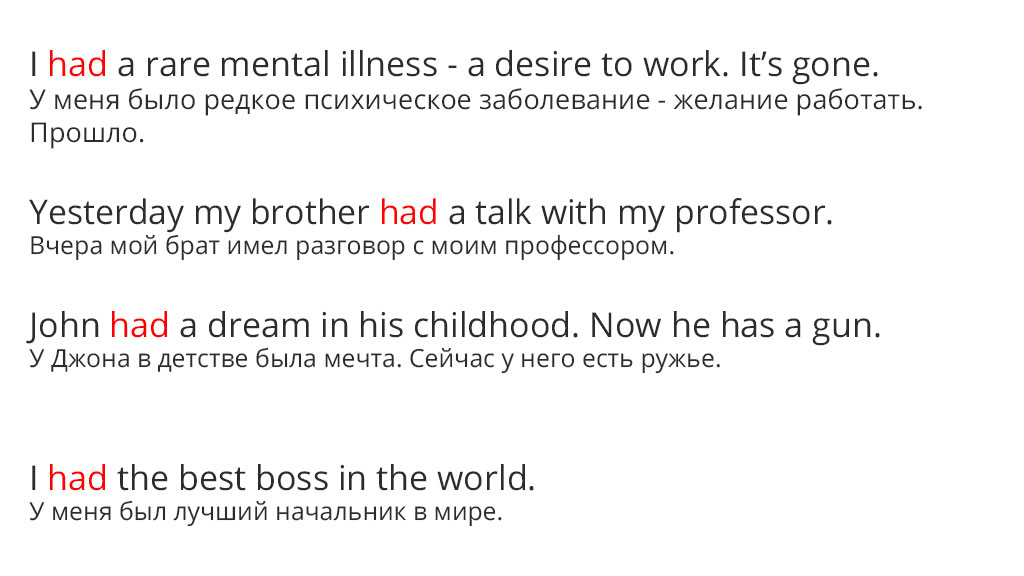 I had a rare mental illness - a desire to work. It’s gone.
У меня было редкое психическое заболевание - желание работать.
Прошло.
Yesterday my brother had a talk with my professor.
Вчера мой брат имел разговор с моим профессором.
John had a dream in his childhood. Now he has a gun.
У Джона в детстве была мечта. Сейчас у него есть ружье.
I had the best boss in the world.
У меня был лучший начальник в мире.